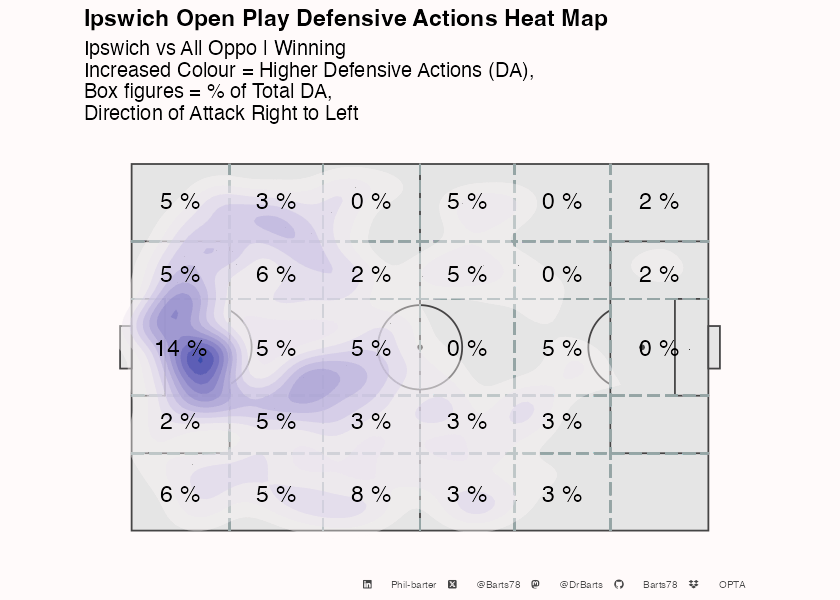 Ipswich Open Play Defensive Actions Heat Map
Ipswich vs All Oppo | Winning
Increased Colour = Higher Defensive Actions (DA),
Box figures = % of Total DA,
Direction of Attack Right to Left
5 % 3 % 0 % 5 % 0 % 2 %
5 % 6 % 2 % 5 % 0 % 2 %
14 % 5 % 5 % 0 % 5 % 0 %
2 % 5 % 3 % 3 % 3 %
6 % 5 % 8 % 3 % 3 %
Phil-barter @Barts78 @DrBarts Barts78 OPTA